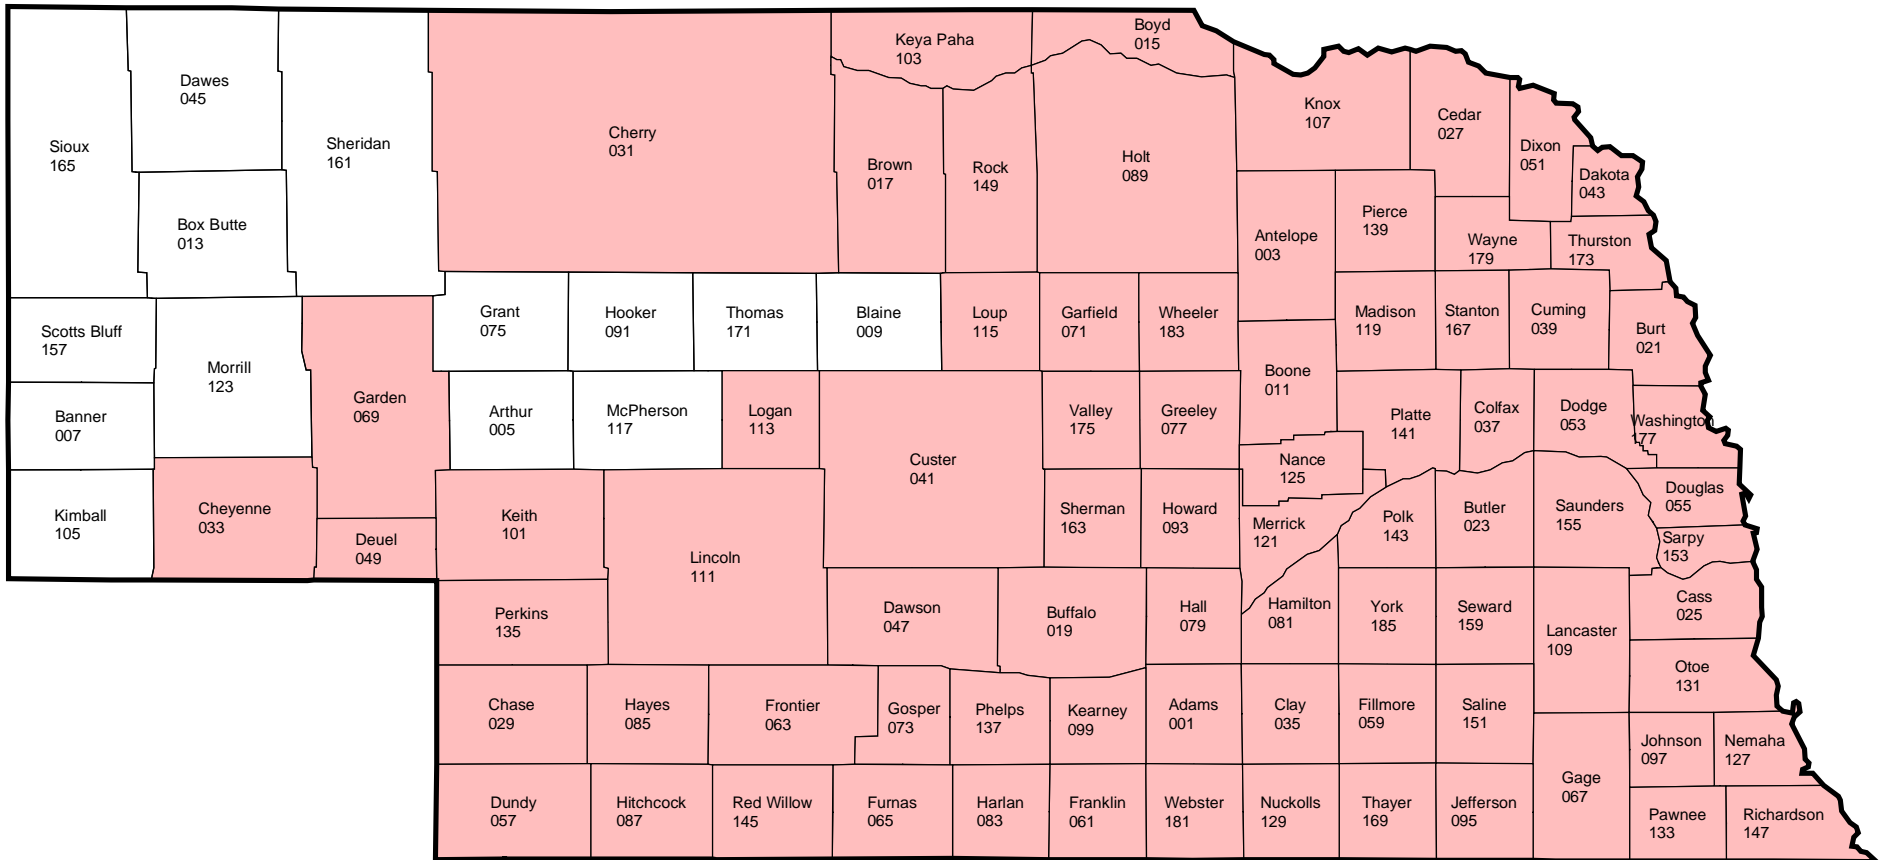 Boyd
015
Keya Paha
103
Dawes
045
Sioux
165
Sheridan
161
Cherry
031
Brown
017
Rock
149
Holt
089
Knox
107
Cedar
027
Dixon
051
Dakota
043
Box Butte
013
Antelope
003
Pierce
139
Wayne
179
Thurston
173
Scotts Bluff
157
Morrill
123
Grant
075
Hooker
091
Thomas
171
Blaine
009
Loup
115
Garfield
071
Wheeler
183
Madison
119
Stanton
167
Cuming
039
Burt
021
Banner
007
Garden
069
Arthur
005
McPherson
117
Logan
113
Custer
041
Valley
175
Greeley
077
Boone
011
Platte
141
Colfax
037
Dodge
053
Washington
177
Nance
125
Kimball
105
Cheyenne
033
Deuel
049
Keith
101
Lincoln
111
Sherman
163
Howard
093
Merrick
121
Polk
143
Butler
023
Saunders
155
Douglas
055
Sarpy
153
Perkins
135
Dawson
047
Buffalo
019
Hall
079
Hamilton
081
York
185
Seward
159
Lancaster
109
Cass
025
Otoe
131
Chase
029
Hayes
085
Frontier
063
Gosper
073
Phelps
137
Kearney
099
Adams
001
Clay
035
Fillmore
059
Saline
151
Johnson
097
Nemaha
127
Dundy
057
Hitchcock
087
Red Willow
145
Furnas
065
Harlan
083
Franklin
061
Webster
181
Nuckolls
129
Thayer
169
Jefferson
095
Gage
067
Pawnee
133
Richardson
147